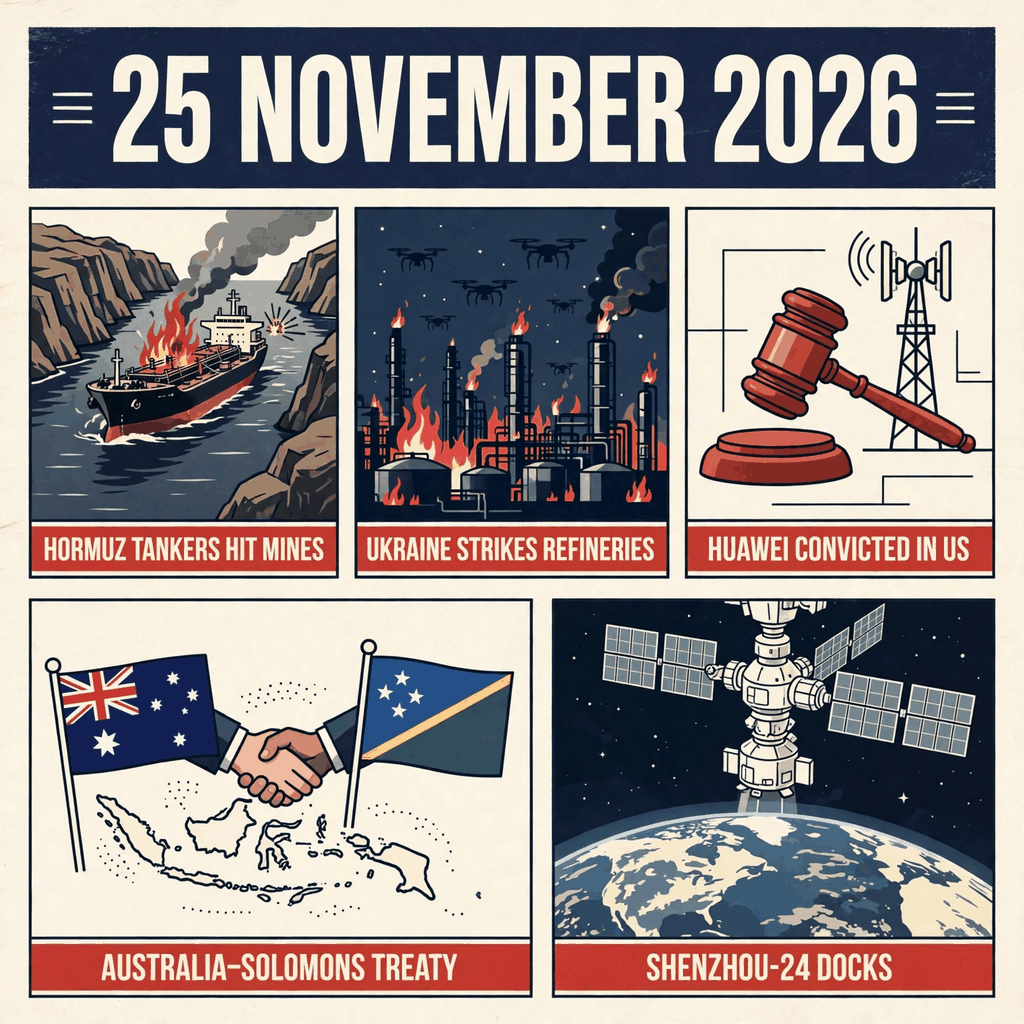 25 NOVEMBER 2026
HORMUZ TANKERS HIT MINES
UKRAINE STRIKES REFINERIES
HUAWEI CONVICTED IN US
AUSTRALIA–SOLOMONS TREATY
SHENZHOU-24 DOCKS